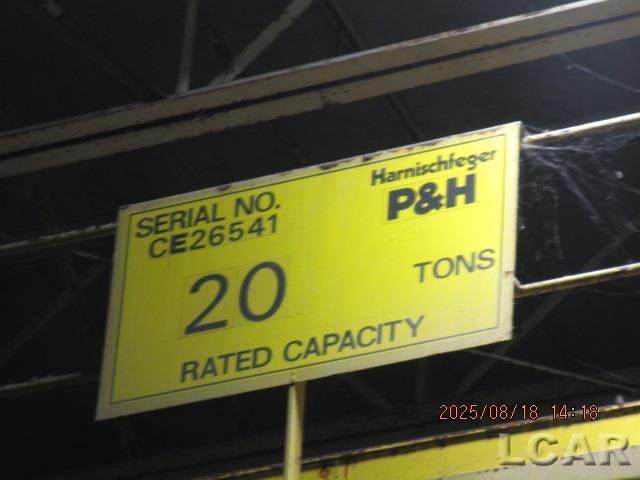 Harnischfeger
P&H
SERIAL NO.
CE26541
20 TONS
RATED CAPACITY
2025/08/18 14:18
LCAR